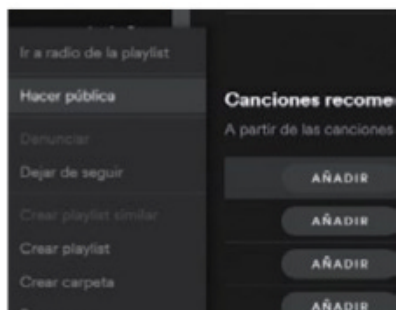 Ir a radio de la playlist
Hacer pública
Denunciar
Dejar de seguir
Crear playlist similar
Crear playlist
Crear carpeta
Canciones recome
A partir de las canciones
AÑADIR
AÑADIR
AÑADIR
AÑADIR